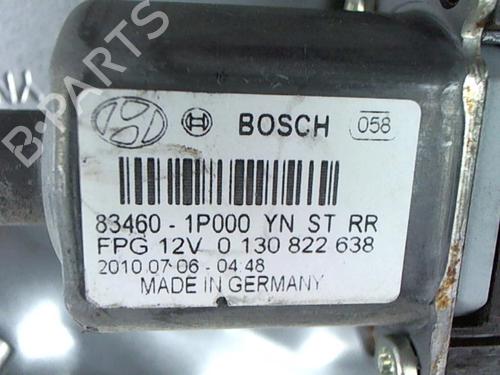 B-PARTS
BOSCH 058
83460 - 1P000 YN ST RR
FPG 12V 0 130 822 638
2010.07.06 - 04:48
MADE IN GERMANY